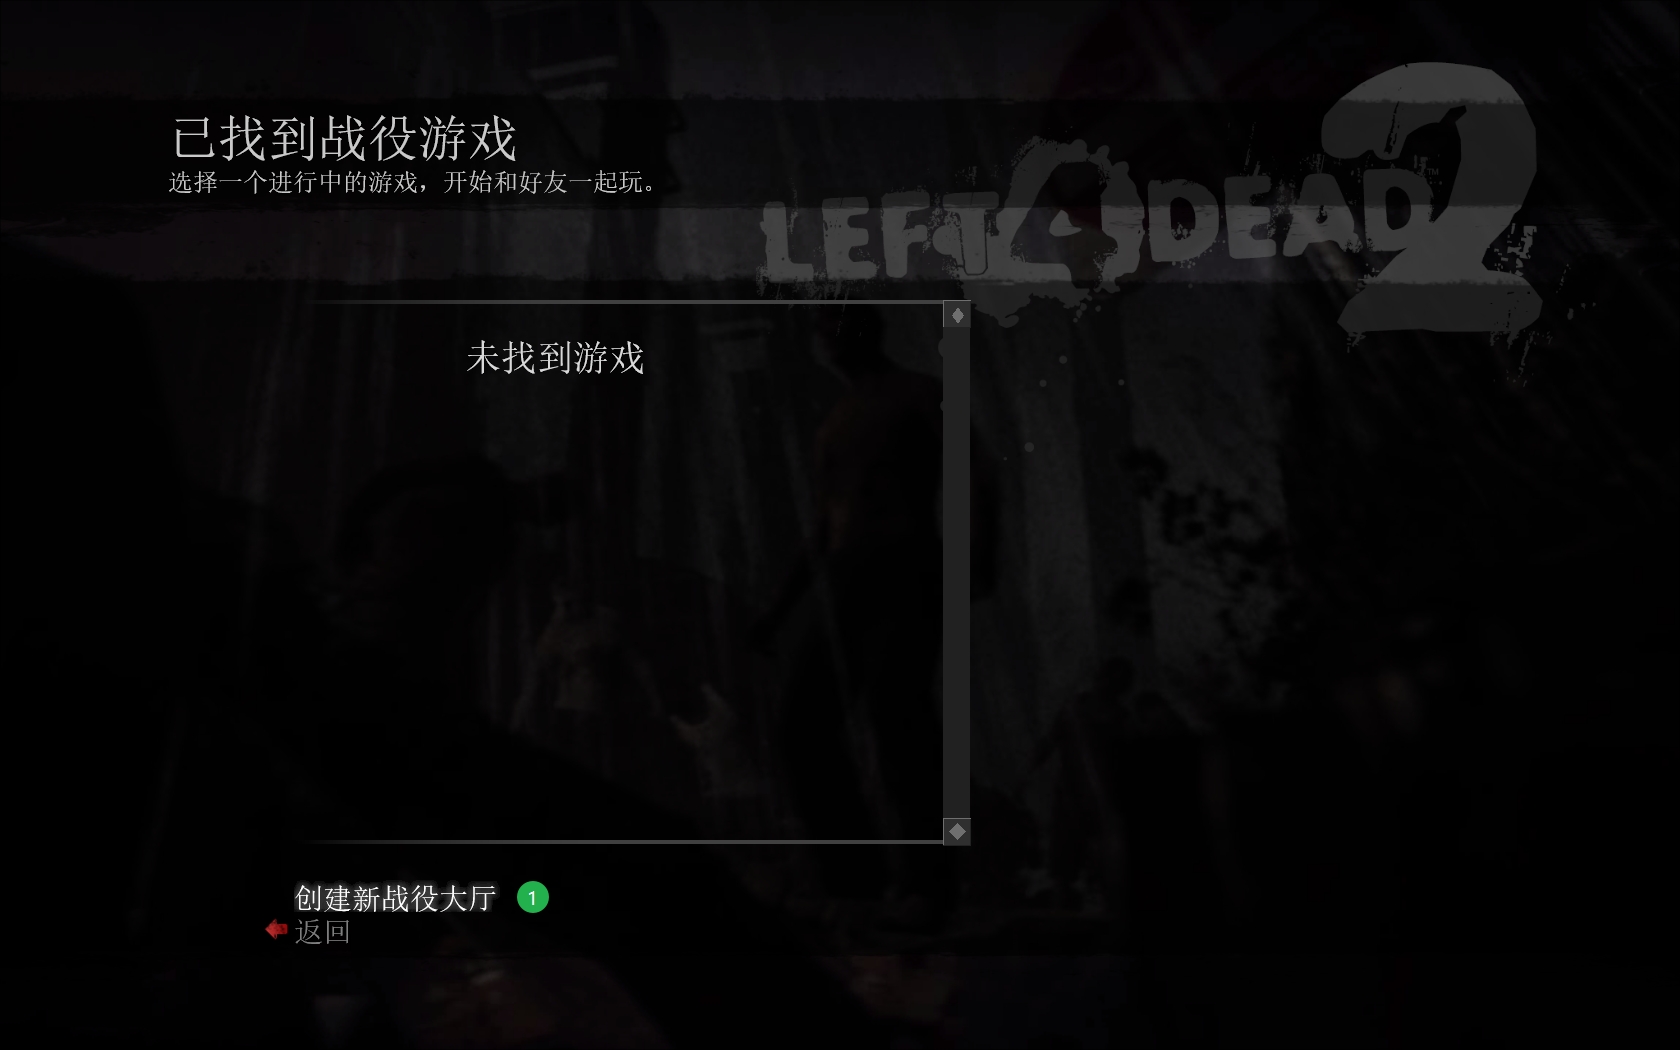 已找到战役游戏
选择一个进行中的游戏，开始和好友一起玩。
LEFT 4 DEAD 2™
未找到游戏
创建新战役大厅 1
返回